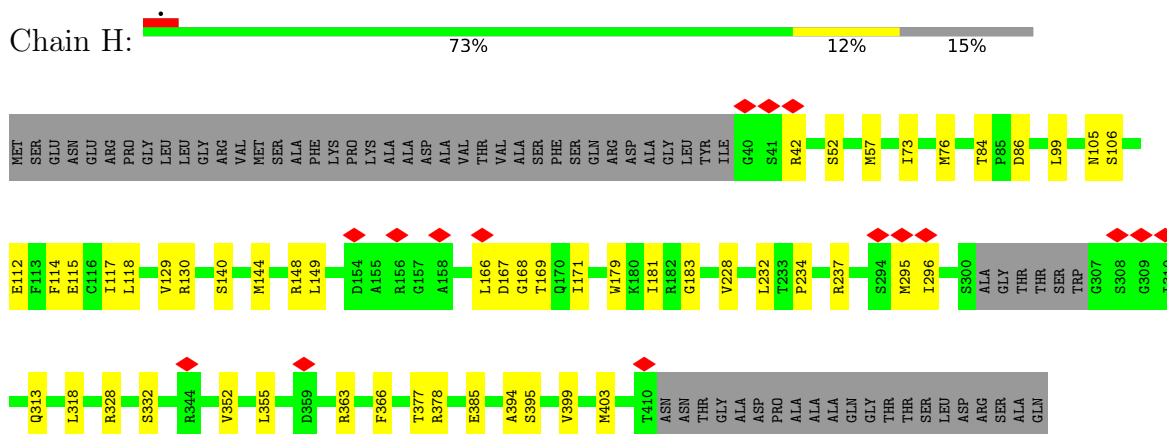 Chain H:
73% 12% 15%
MET SER GLU ASN GLU ARG PRO GLY LEU LEU GLY ARG VAL MET SER ALA PHE LYS PRO LYS ALA ALA ASP ALA VAL THR VAL ALA SER PHE SER GLN ARG ASP ALA GLY LEU TYR ILE G40 S41 R42 S52 M57 I73 M76 T84 P85 D86 L99 N105 S106
E112 F113 F114 E115 C116 I117 L118 V129 R130 S140 M144 R148 L149 D154 A155 R156 G157 A158 L166 D167 G168 T169 Q170 I171 W179 K180 I181 R182 G183 V228 L232 T233 P234 R237 S294 M295 I296 S300 ALA GLY THR THR SER TRP G307 S308 G309
Q313 L318 R328 S332 R344 V352 L355 D359 R363 F366 T377 R378 E385 A394 S395 V399 M403 T410 ASN ASN THR GLY ALA ASP PRO ALA ALA ALA GLN GLY THR THR SER LEU ASP ARG SER ALA GLN